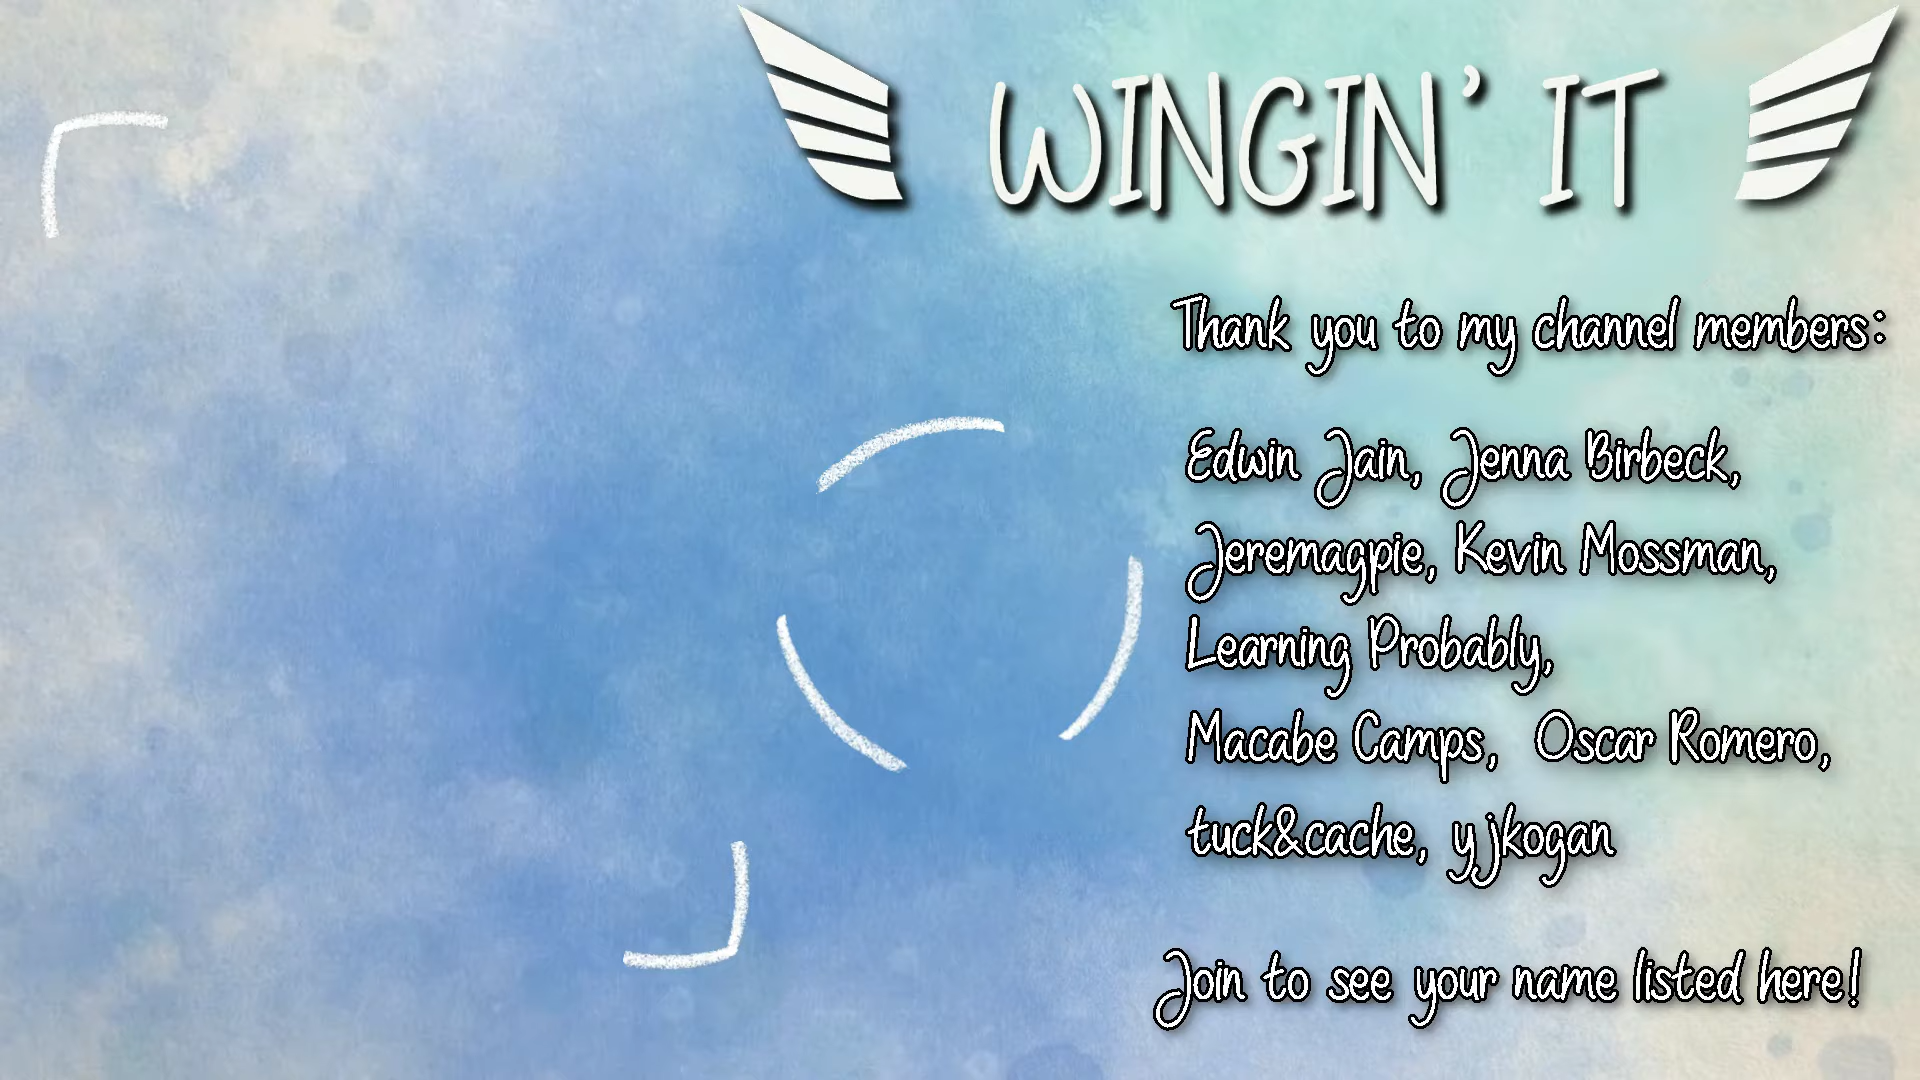 WINGIN' IT
Thank you to my channel members:
Edwin Jain, Jenna Birbeck,
Jeremagpie, Kevin Mossman,
Learning Probably,
Macabe Camps, Oscar Romero,
tuck&cache, yjkogan
Join to see your name listed here!